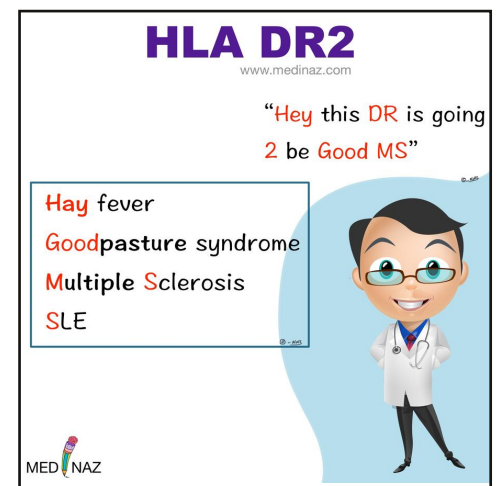 HLA DR2
www.medinaz.com
“Hey this DR is going
2 be Good MS”
Hay fever
Goodpasture syndrome
Multiple Sclerosis
SLE
MED NAZ